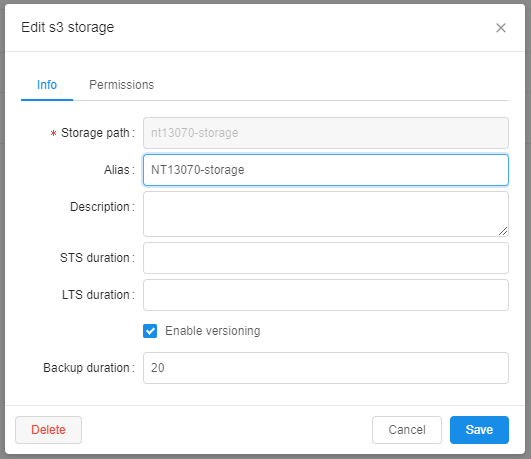 Edit s3 storage
Info Permissions
* Storage path : nt13070-storage
Alias : NT13070-storage
Description :
STS duration :
LTS duration :
Enable versioning
Backup duration : 20
Delete Cancel Save